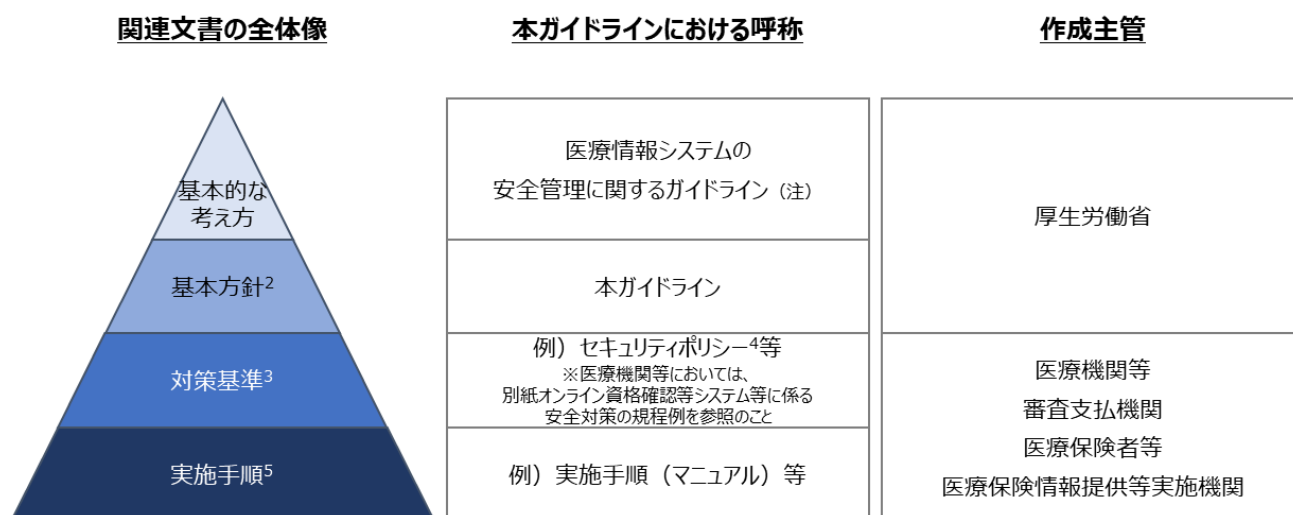 関連文書の全体像
本ガイドラインにおける呼称
作成主管
基本的な
考え方
医療情報システムの
安全管理に関するガイドライン（注）
厚生労働省
基本方針2
本ガイドライン
対策基準3
例）セキュリティポリシー4等
※医療機関等においては、
別紙オンライン資格確認等システム等に係る
安全対策の規程例を参照のこと
医療機関等
審査支払機関
医療保険者等
医療保険情報提供等実施機関
実施手順5
例）実施手順（マニュアル）等